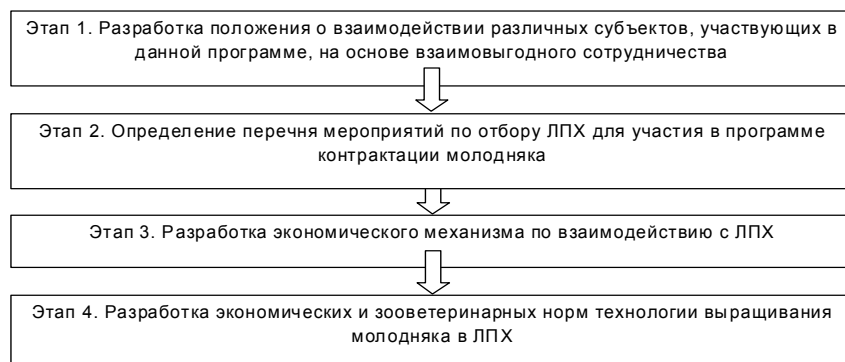 Этап 1. Разработка положения о взаимодействии различных субъектов, участвующих в
данной программе, на основе взаимовыгодного сотрудничества
Этап 2. Определение перечня мероприятий по отбору ЛПХ для участия в программе
контрактации молодняка
Этап 3. Разработка экономического механизма по взаимодействию с ЛПХ
Этап 4. Разработка экономических и зооветеринарных норм технологии выращивания
молодняка в ЛПХ